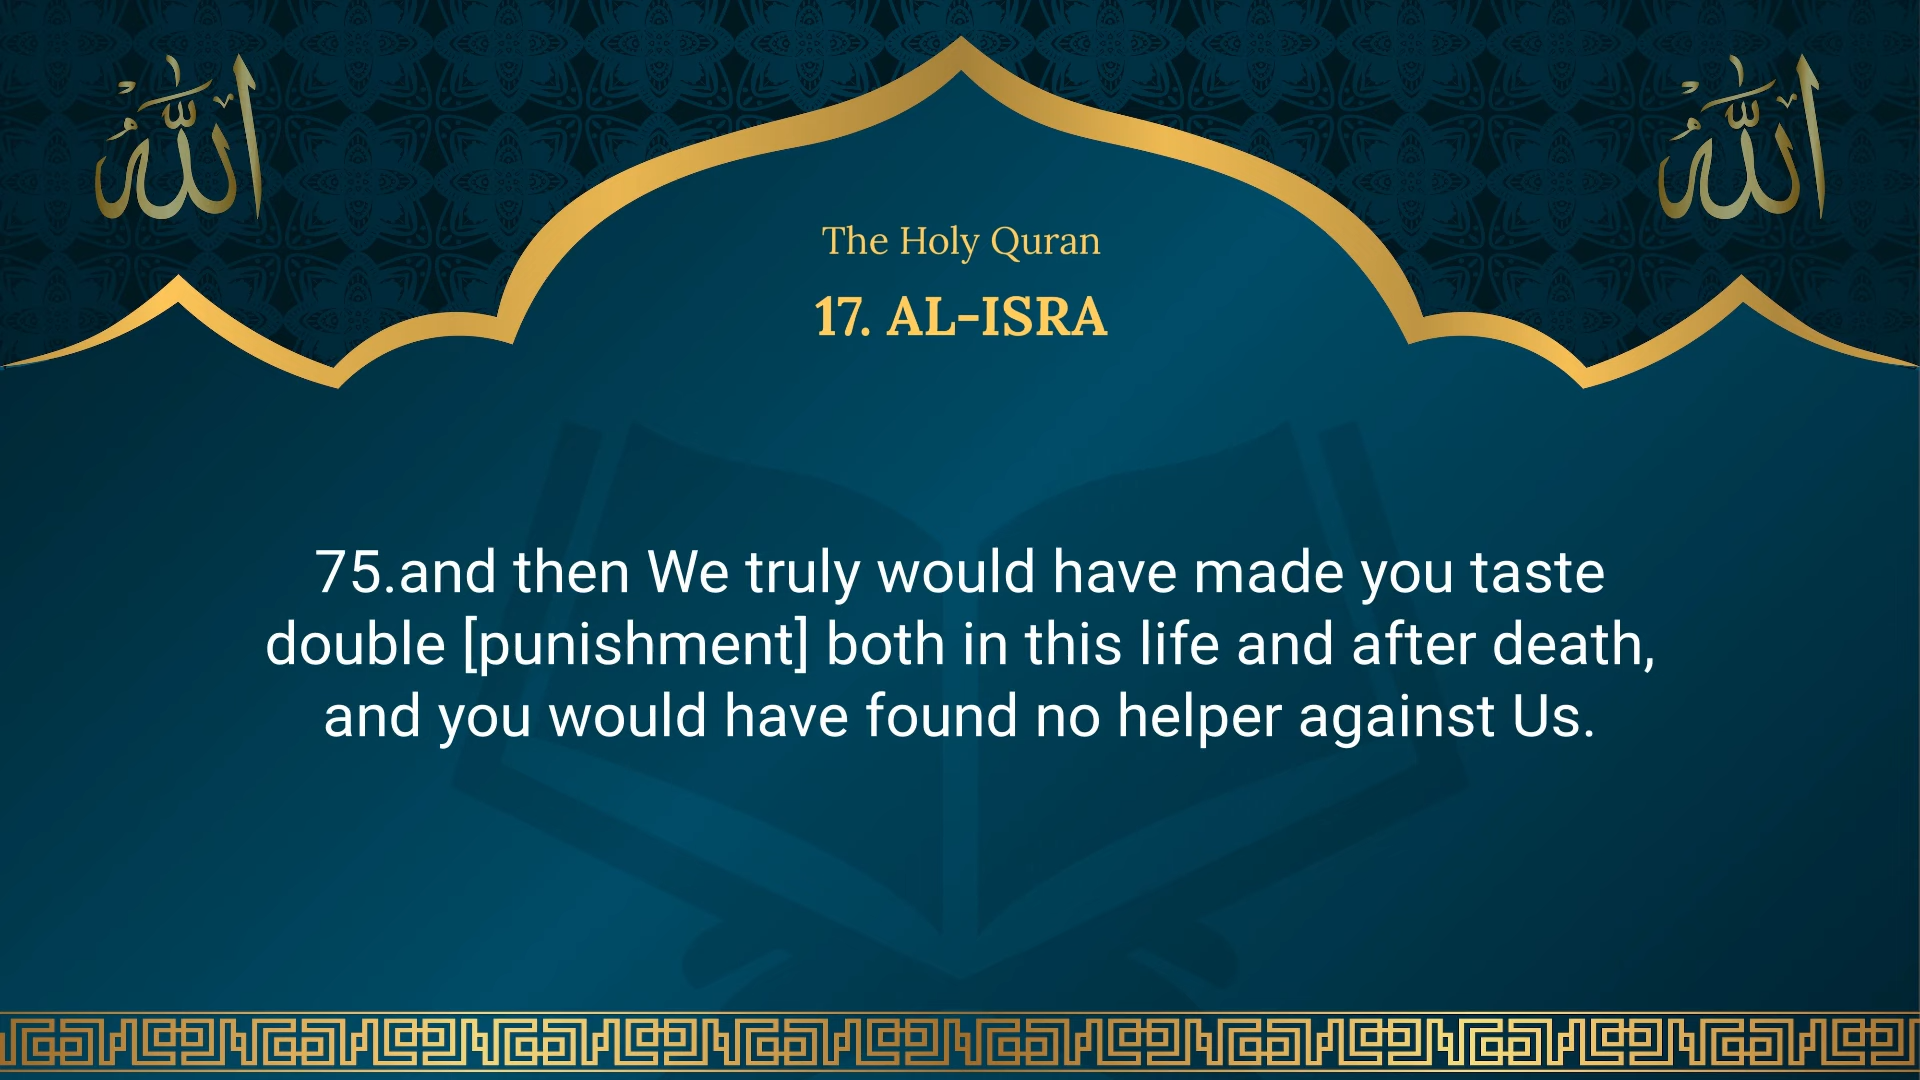 الله
الله
The Holy Quran
17. AL-ISRA
75.and then We truly would have made you taste
double [punishment] both in this life and after death,
and you would have found no helper against Us.